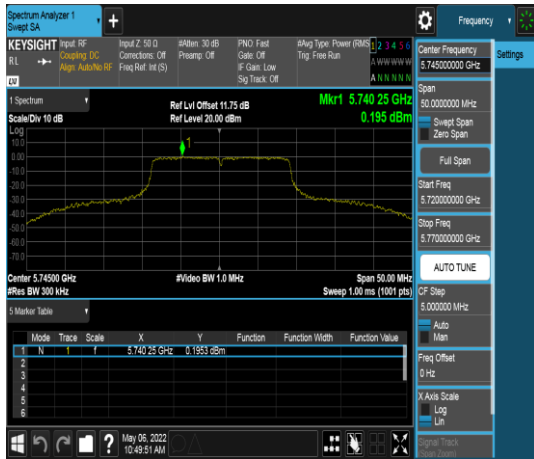 Spectrum Analyzer 1
Swept SA
+
Frequency
KEYSIGHT
RL
LXI
Input: RF
Coupling: DC
Align: Auto/No RF
Input Z: 50 Ω
Corrections: Off
Freq Ref: Int (S)
#Atten: 30 dB
Preamp: Off
PNO: Fast
Gate: Off
IF Gain: Low
Sig Track: Off
#Avg Type: Power (RMS
Trig: Free Run
1 2 3 4 5 6
A W W W W W
A N N N N N
1 Spectrum
Scale/Div 10 dB
Ref Lvl Offset 11.75 dB
Ref Level 20.00 dBm
Mkr1 5.740 25 GHz
0.195 dBm
Log
10.0
0.00
-10.0
-20.0
-30.0
-40.0
-50.0
-60.0
-70.0
1
Center 5.74500 GHz
#Res BW 300 kHz
#Video BW 1.0 MHz
Span 50.00 MHz
Sweep 1.00 ms (1001 pts)
5 Marker Table
Mode Trace Scale X Y Function Function Width Function Value
1 N 1 f 5.740 25 GHz 0.1953 dBm
2
3
4
5
6
May 06, 2022
10:49:51 AM
Center Frequency
5.745000000 GHz
Settings
Span
50.0000000 MHz
Swept Span
Zero Span
Full Span
Start Freq
5.720000000 GHz
Stop Freq
5.770000000 GHz
AUTO TUNE
CF Step
5.000000 MHz
Auto
Man
Freq Offset
0 Hz
X Axis Scale
Log
Lin
Signal Track
(Span Zoom)